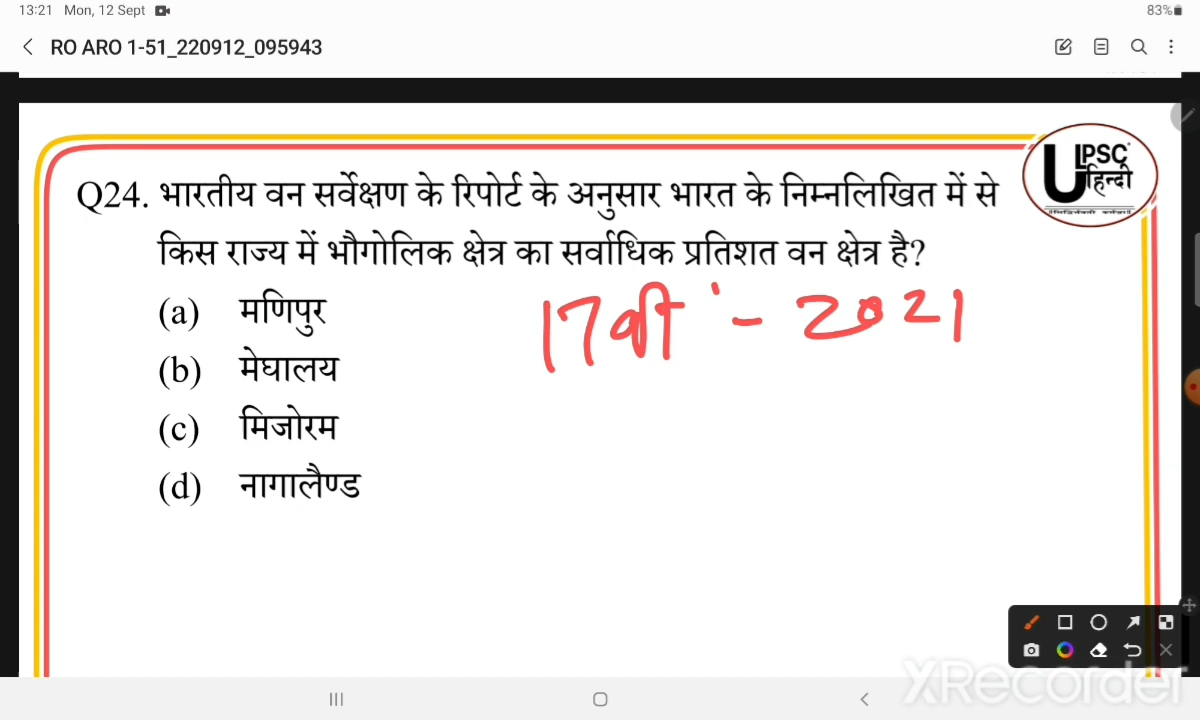 13:21 Mon, 12 Sept
83%
RO ARO 1-51_220912_095943
UPSC
हिन्दी
Q24. भारतीय वन सर्वेक्षण के रिपोर्ट के अनुसार भारत के निम्नलिखित में से
किस राज्य में भौगोलिक क्षेत्र का सर्वाधिक प्रतिशत वन क्षेत्र है?
17वीं - 2021
(a) मणिपुर
(b) मेघालय
(c) मिजोरम
(d) नागालैण्ड
XRecorder